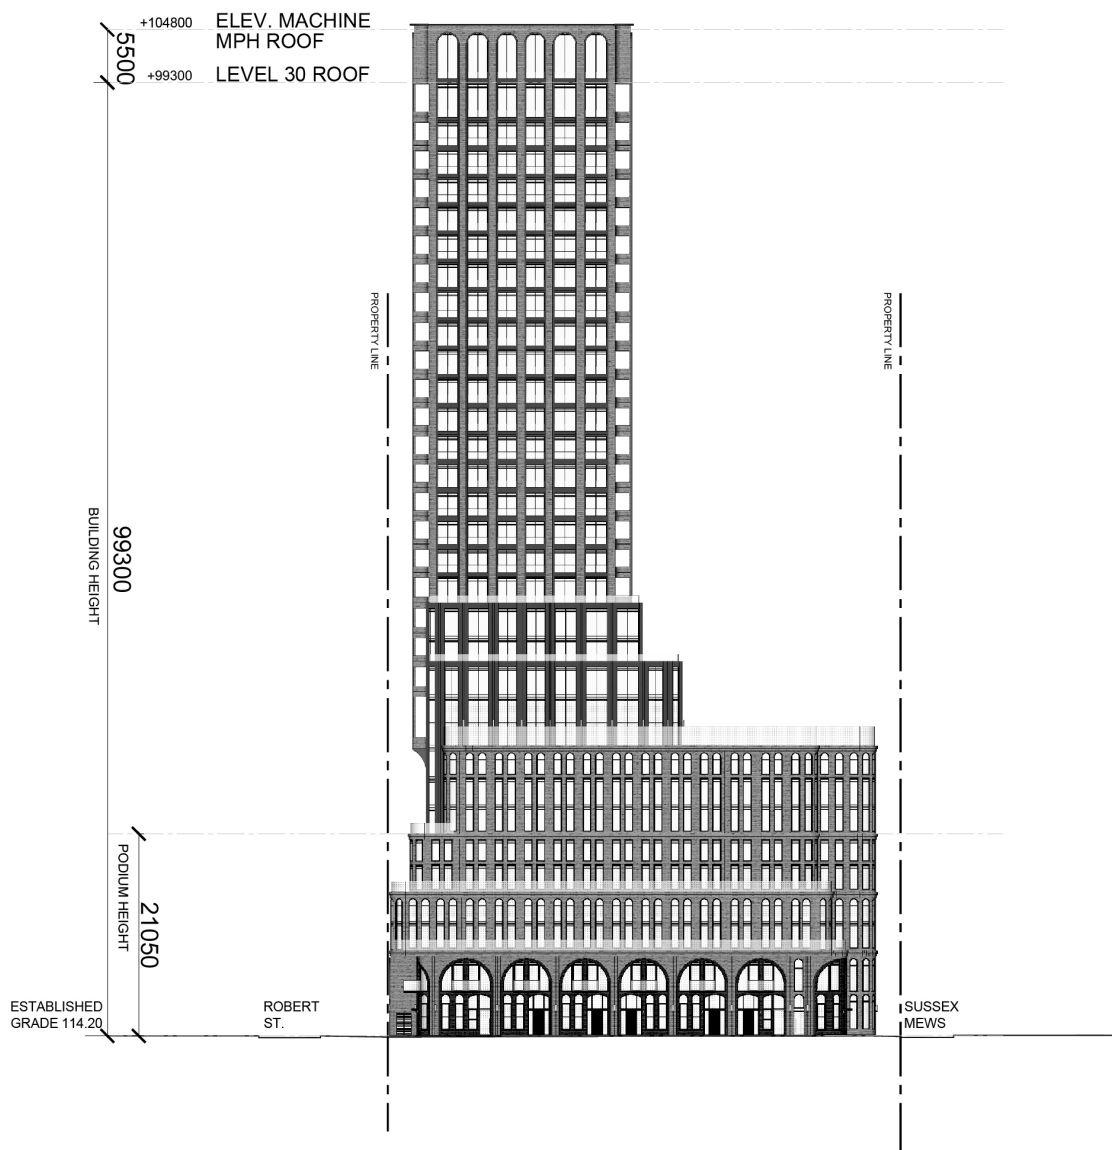 +104800 ELEV. MACHINE
MPH ROOF
5500
+99300 LEVEL 30 ROOF
PROPERTY LINE
PROPERTY LINE
BUILDING HEIGHT
99300
PODIUM HEIGHT
21050
ESTABLISHED
GRADE 114.20
ROBERT
ST.
SUSSEX
MEWS